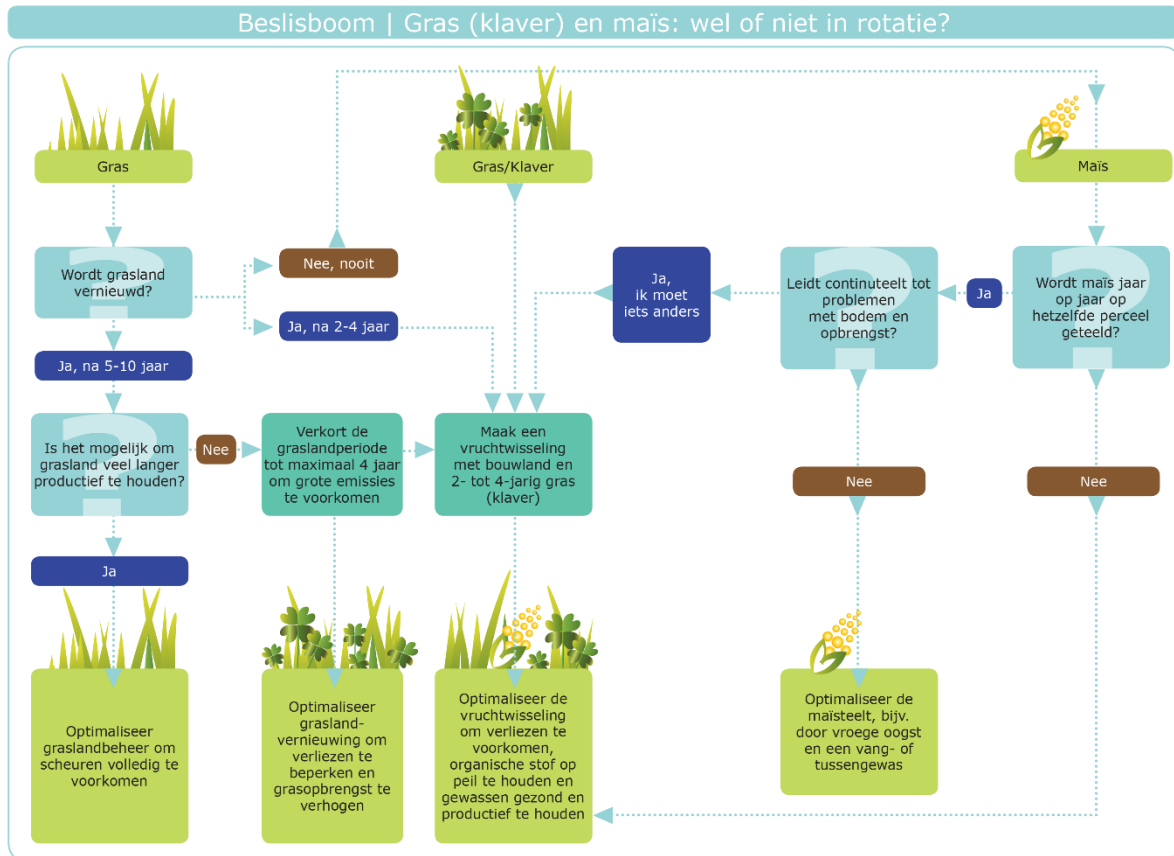 Beslisboom | Gras (klaver) en maïs: wel of niet in rotatie?
Gras
Gras/Klaver
Maïs
Wordt grasland
vernieuwd?
Nee, nooit
Ja, na 2-4 jaar
Ja,
ik moet
iets anders
Leidt continuteelt tot
problemen
met bodem en
opbrengst?
Ja
Wordt maïs jaar
op jaar op
hetzelfde perceel
geteeld?
Ja, na 5-10 jaar
Is het mogelijk om
grasland veel langer
productief te houden?
Nee
Verkort de
graslandperiode
tot maximaal 4 jaar
om grote emissies
te voorkomen
Maak een
vruchtwisseling
met bouwland en
2- tot 4-jarig gras
(klaver)
Nee
Nee
Ja
Optimaliseer
graslandbeheer om
scheuren volledig te
voorkomen
Optimaliseer
grasland-
vernieuwing om
verliezen te
beperken en
grasopbrengst te
verhogen
Optimaliseer de
vruchtwisseling
om verliezen te
voorkomen,
organische stof op
peil te houden en
gewassen gezond en
productief te houden
Optimaliseer de
maïsteelt, bijv.
door vroege oogst
en een vang- of
tussengewas